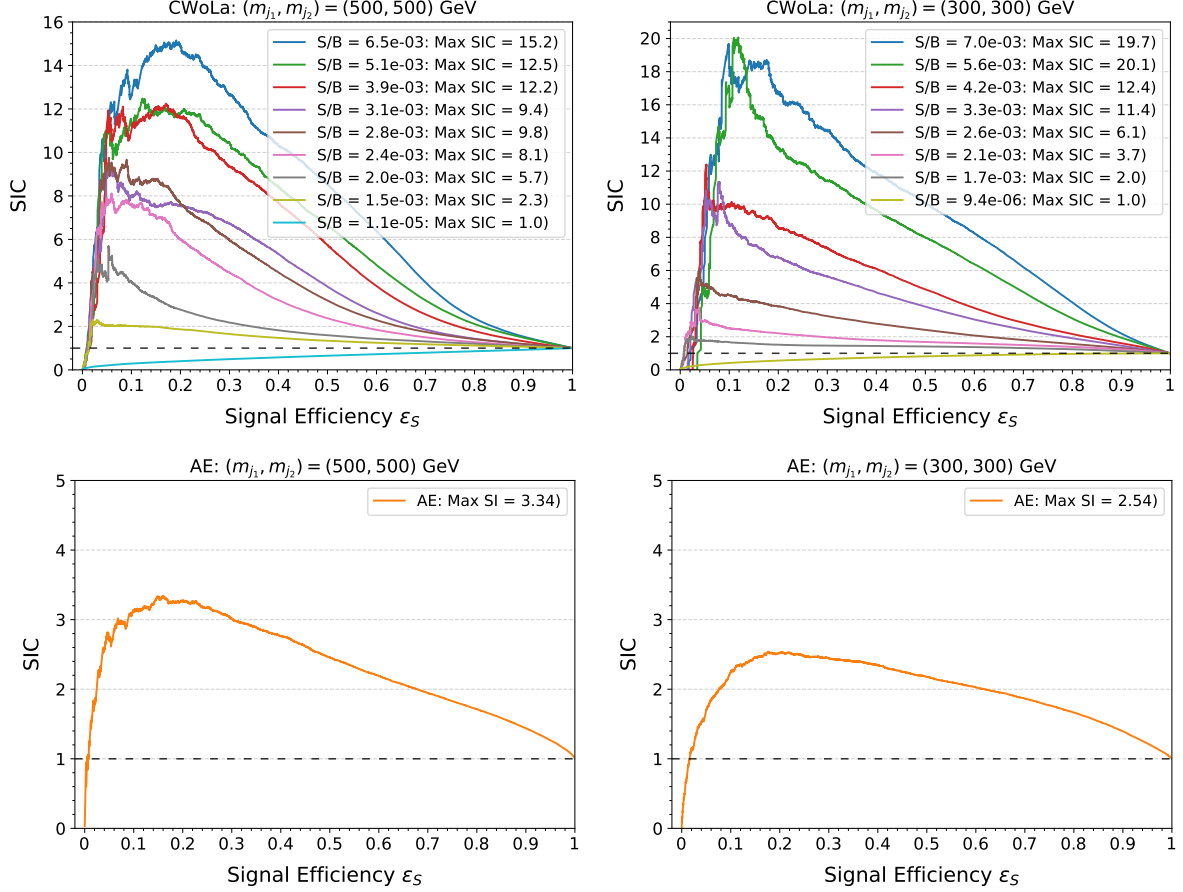 CWoLa: (m_{j_1}, m_{j_2}) = (500, 500) GeV
16
14
12
10
8
6
4
2
0
SIC
S/B = 6.5e-03: Max SIC = 15.2)
S/B = 5.1e-03: Max SIC = 12.5)
S/B = 3.9e-03: Max SIC = 12.2)
S/B = 3.1e-03: Max SIC = 9.4)
S/B = 2.8e-03: Max SIC = 9.8)
S/B = 2.4e-03: Max SIC = 8.1)
S/B = 2.0e-03: Max SIC = 5.7)
S/B = 1.5e-03: Max SIC = 2.3)
S/B = 1.1e-05: Max SIC = 1.0)
0 0.1 0.2 0.3 0.4 0.5 0.6 0.7 0.8 0.9 1
Signal Efficiency ε_S
CWoLa: (m_{j_1}, m_{j_2}) = (300, 300) GeV
20
18
16
14
12
10
8
6
4
2
0
SIC
S/B = 7.0e-03: Max SIC = 19.7)
S/B = 5.6e-03: Max SIC = 20.1)
S/B = 4.2e-03: Max SIC = 12.4)
S/B = 3.3e-03: Max SIC = 11.4)
S/B = 2.6e-03: Max SIC = 6.1)
S/B = 2.1e-03: Max SIC = 3.7)
S/B = 1.7e-03: Max SIC = 2.0)
S/B = 9.4e-06: Max SIC = 1.0)
0 0.1 0.2 0.3 0.4 0.5 0.6 0.7 0.8 0.9 1
Signal Efficiency ε_S
AE: (m_{j_1}, m_{j_2}) = (500, 500) GeV
5
4
3
2
1
0
SIC
AE: Max SI = 3.34)
0 0.1 0.2 0.3 0.4 0.5 0.6 0.7 0.8 0.9 1
Signal Efficiency ε_S
AE: (m_{j_1}, m_{j_2}) = (300, 300) GeV
5
4
3
2
1
0
SIC
AE: Max SI = 2.54)
0 0.1 0.2 0.3 0.4 0.5 0.6 0.7 0.8 0.9 1
Signal Efficiency ε_S